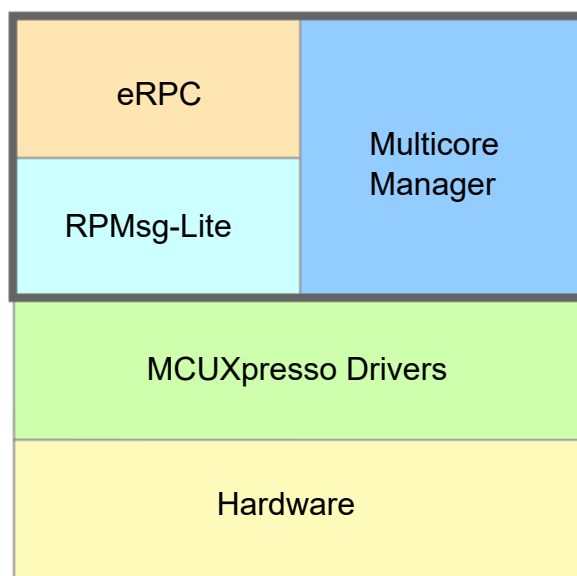 eRPC
Multicore
Manager
RPMsg-Lite
MCUXpresso Drivers
Hardware